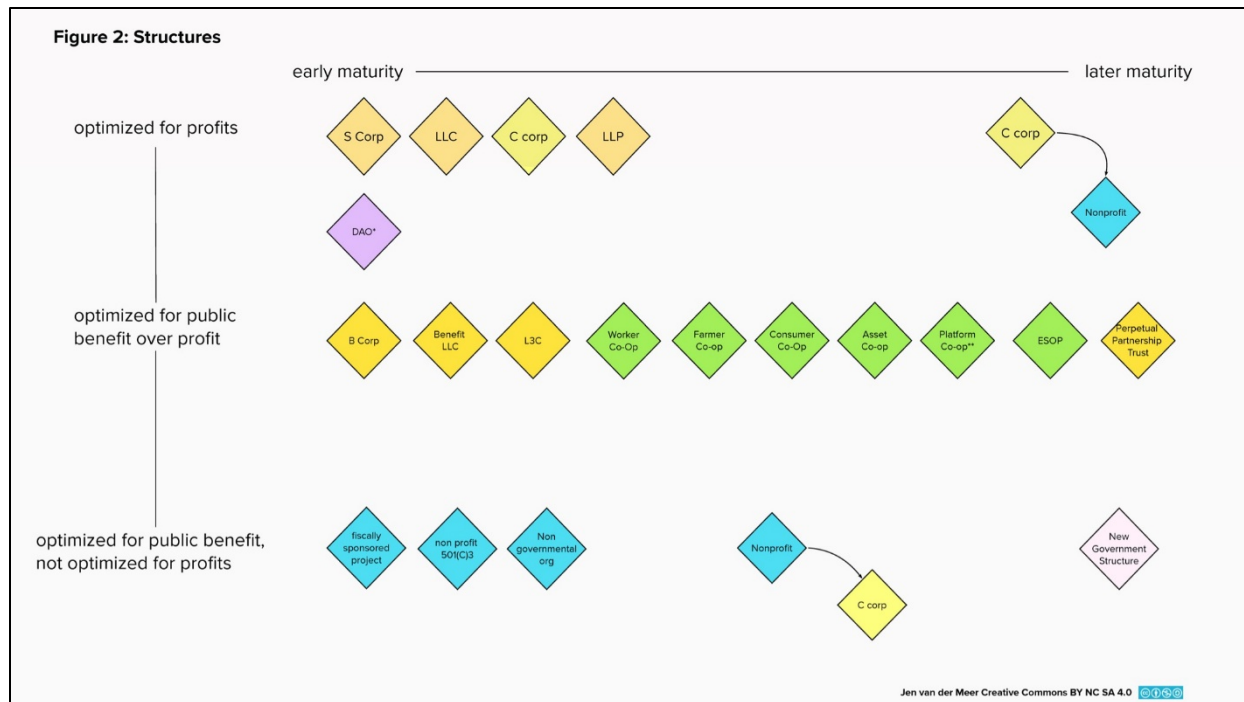 Figure 2: Structures
early maturity
later maturity
optimized for profits
S Corp
LLC
C corp
LLP
C corp
Nonprofit
DAO*
optimized for public
benefit over profit
B Corp
Benefit
LLC
L3C
Worker
Co-Op
Farmer
Co-op
Consumer
Co-Op
Asset
Co-op
Platform
Co-op**
ESOP
Perpetual
Partnership
Trust
optimized for public benefit,
not optimized for profits
fiscally
sponsored
project
non profit
501(C)3
Non
governmental
org
Nonprofit
C corp
New
Government
Structure
Jen van der Meer Creative Commons BY NC SA 4.0